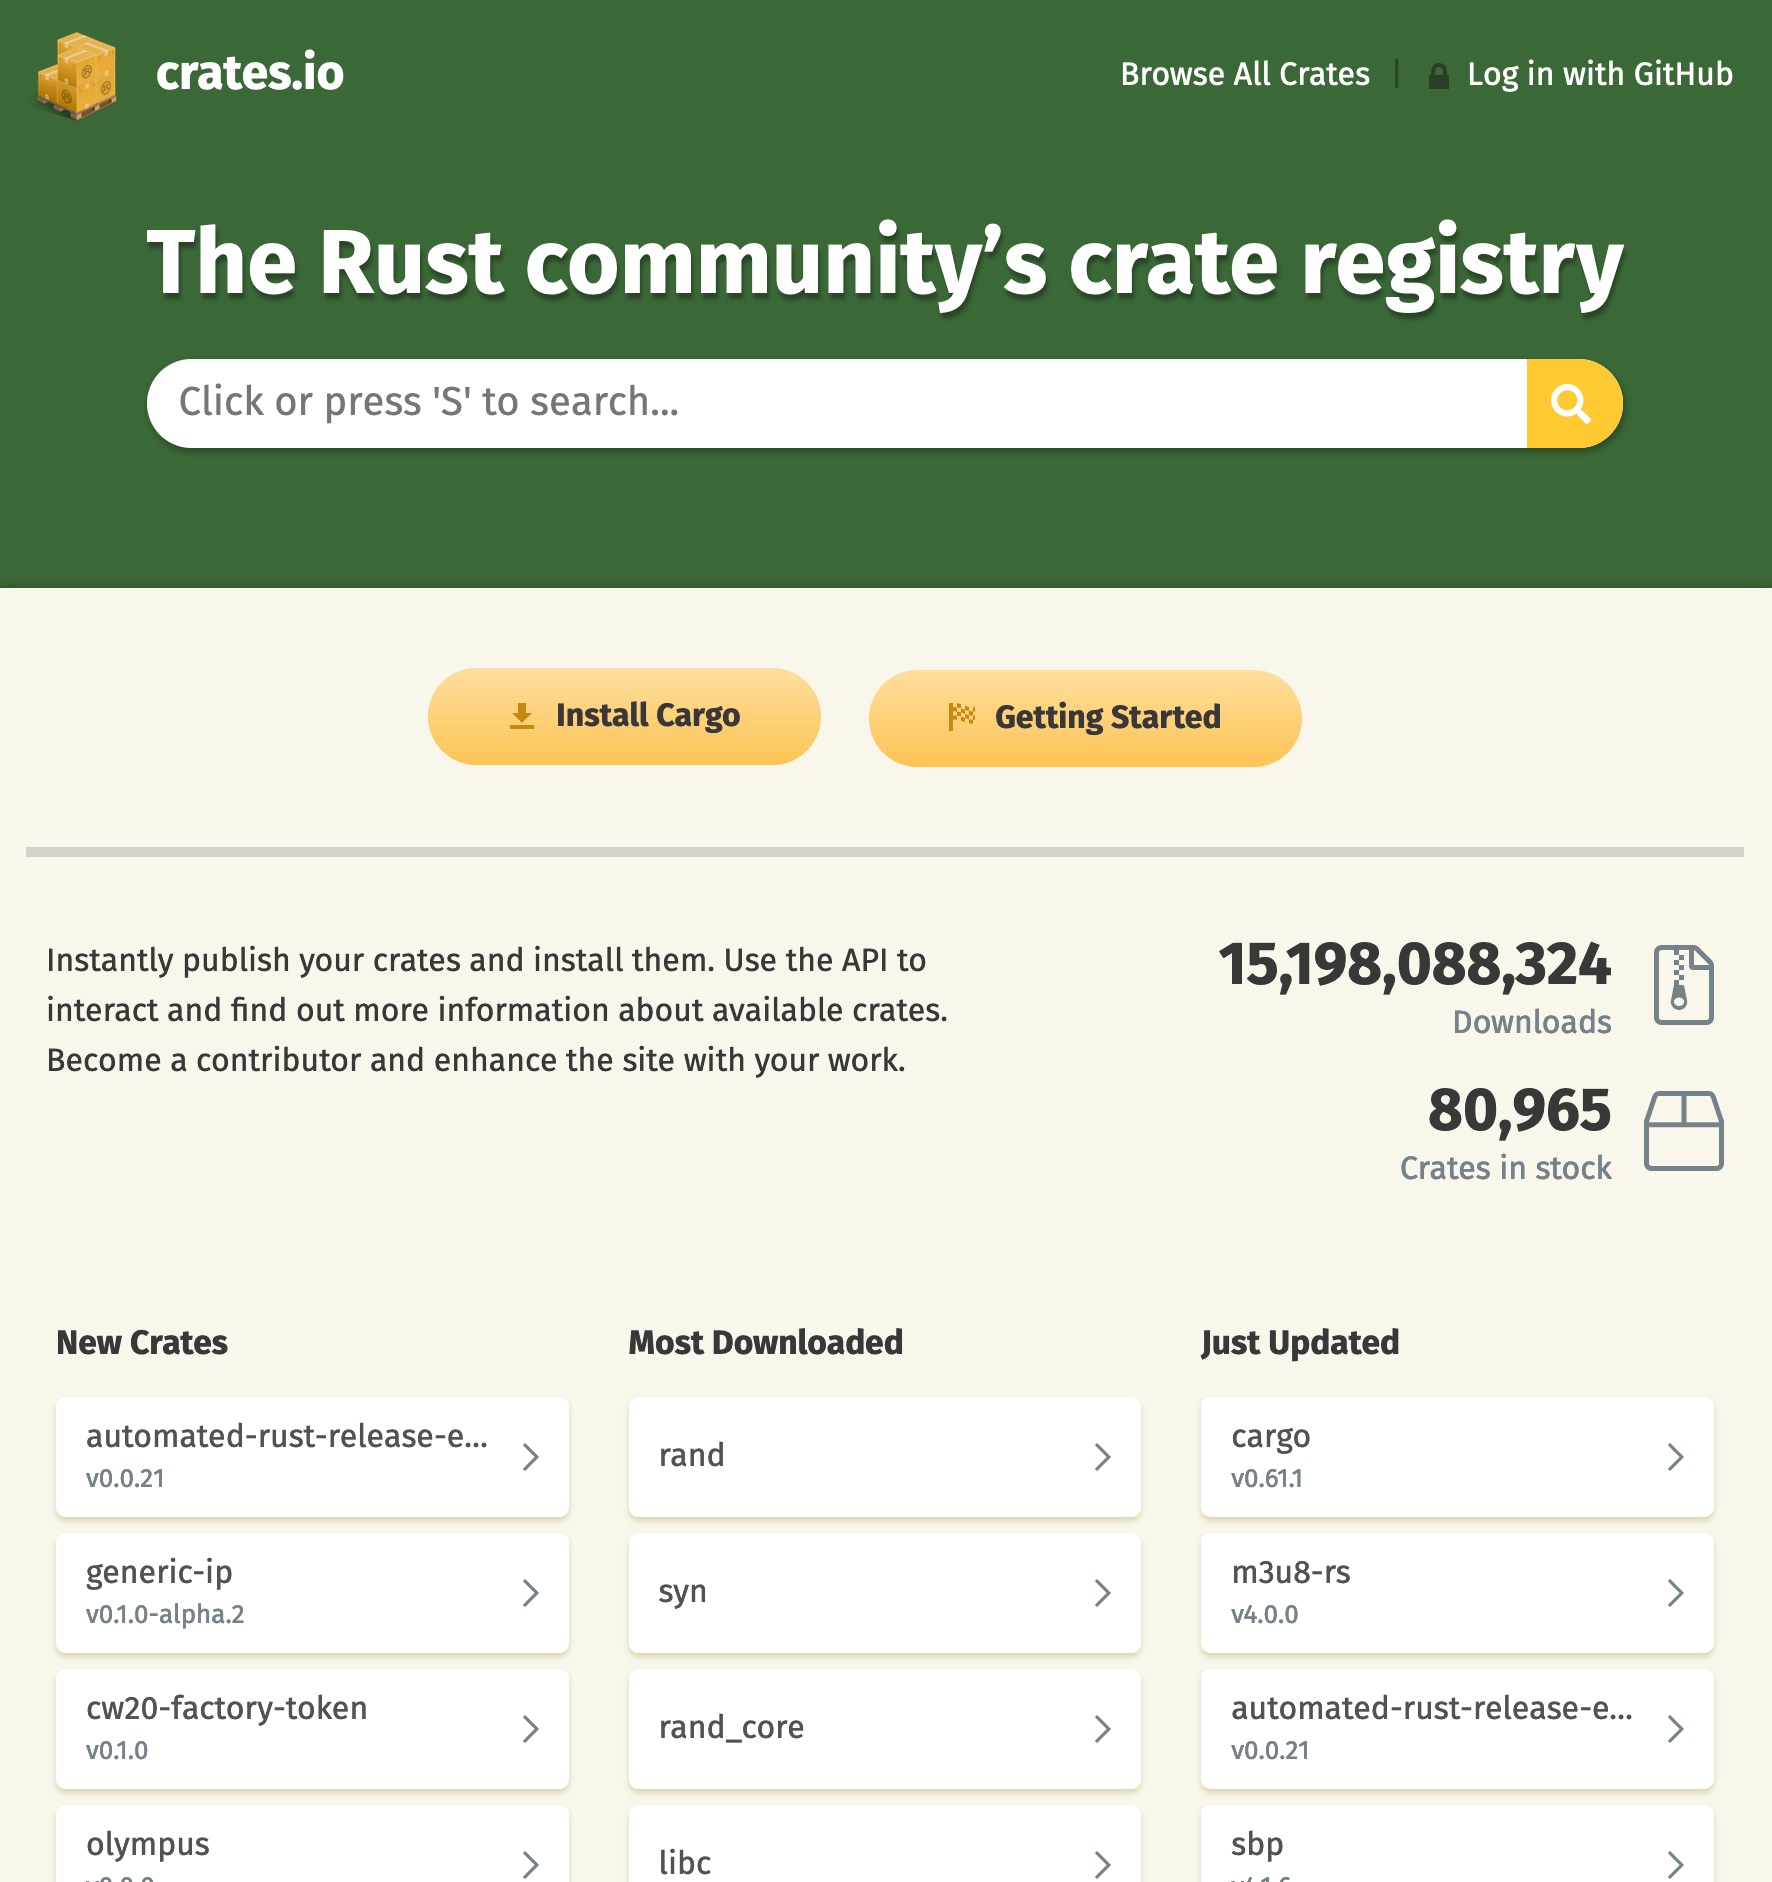 crates.io
Browse All Crates
Log in with GitHub
The Rust community’s crate registry
Click or press 'S' to search...
Install Cargo
Getting Started
Instantly publish your crates and install them. Use the API to
interact and find out more information about available crates.
Become a contributor and enhance the site with your work.
15,198,088,324
Downloads
80,965
Crates in stock
New Crates
automated-rust-release-e...
v0.0.21
generic-ip
v0.1.0-alpha.2
cw20-factory-token
v0.1.0
olympus
Most Downloaded
rand
syn
rand_core
libc
Just Updated
cargo
v0.61.1
m3u8-rs
v4.0.0
automated-rust-release-e...
v0.0.21
sbp